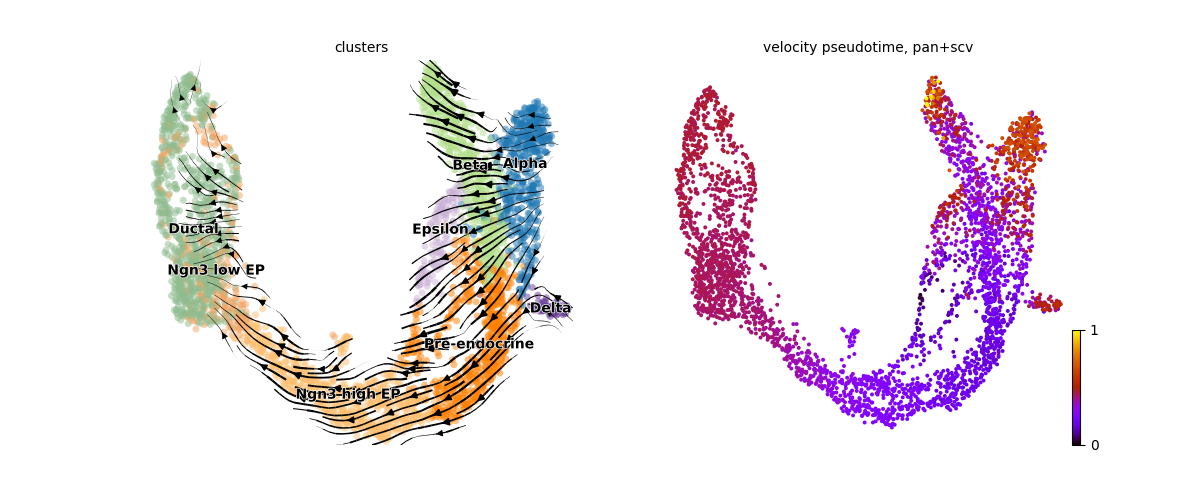 clusters
velocity pseudotime, pan+scv
Beta
Alpha
Ductal
Epsilon
Ngn3 low EP
Delta
Pre-endocrine
Ngn3 high EP
1
0